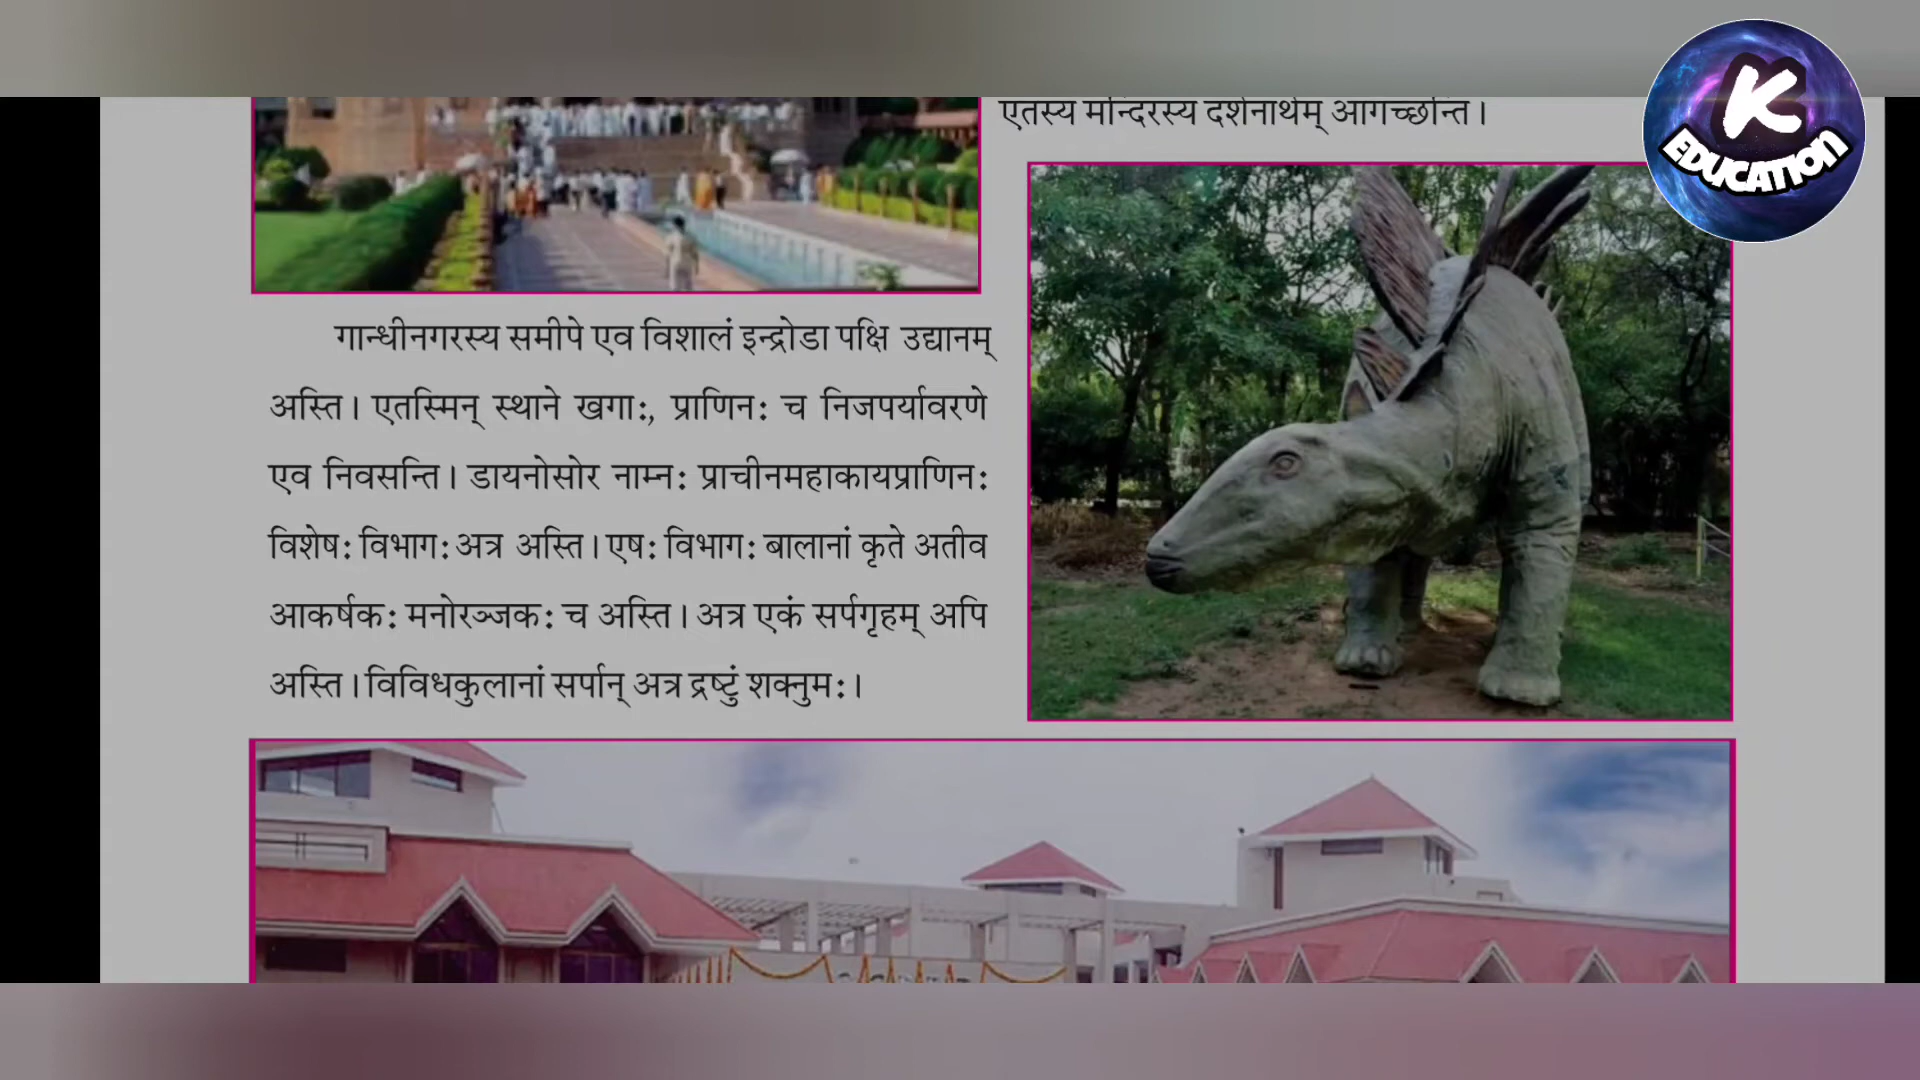 एतस्य मन्दिरस्य दर्शनार्थम् आगच्छन्ति।
K
EDUCATION
गान्धीनगरस्य समीपे एव विशालं इन्द्रोडा पक्षि उद्यानम्
अस्ति। एतस्मिन् स्थाने खगाः, प्राणिनः च निजपर्यावरणे
एव निवसन्ति। डायनोसोर नाम्नः प्राचीनमहाकायप्राणिनः
विशेषः विभागः अत्र अस्ति। एषः विभागः बालानां कृते अतीव
आकर्षकः मनोरञ्जकः च अस्ति। अत्र एकं सर्पगृहम् अपि
अस्ति। विविधकुलानां सर्पान् अत्र द्रष्टुं शक्नुमः।